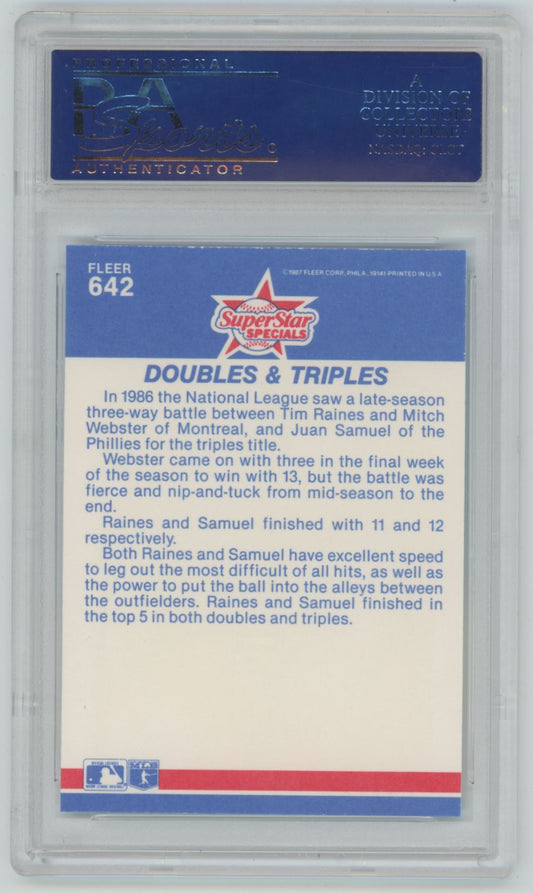 PROFESSIONAL
PSA
Sports
AUTHENTICATOR
A
DIVISION OF
COLLECTORS
UNIVERSE
NASDAQ: CLCT
FLEER
642
©1987 FLEER CORP., PHILA., 19141-PRINTED IN U.S.A.
SuperStar
SPECIALS
DOUBLES & TRIPLES
In 1986 the National League saw a late-season
three-way battle between Tim Raines and Mitch
Webster of Montreal, and Juan Samuel of the
Phillies for the triples title.
Webster came on with three in the final week
of the season to win with 13, but the battle was
fierce and nip-and-tuck from mid-season to the
end.
Raines and Samuel finished with 11 and 12
respectively.
Both Raines and Samuel have excellent speed
to leg out the most difficult of all hits, as well as
the power to put the ball into the alleys between
the outfielders. Raines and Samuel finished in
the top 5 in both doubles and triples.
MLB